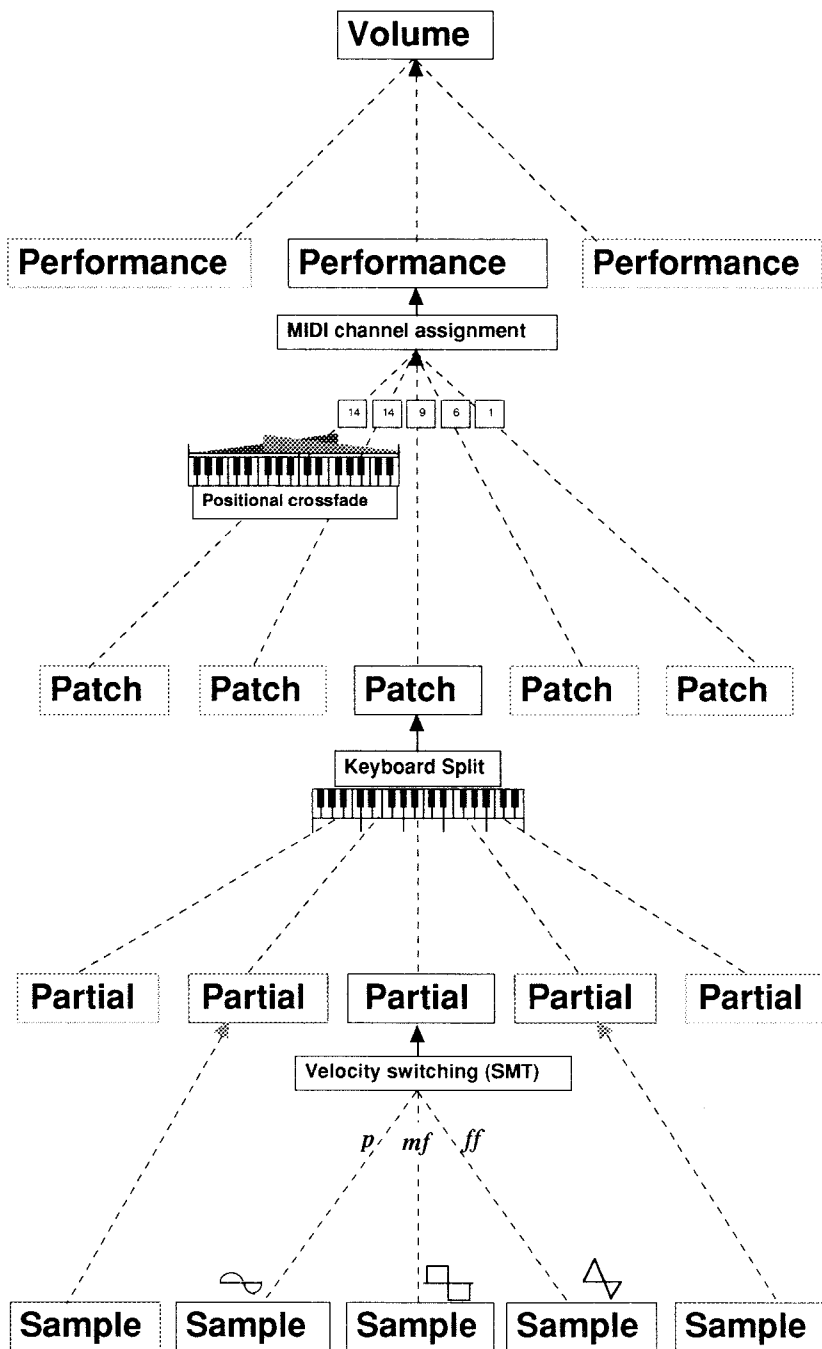 Volume
Performance Performance Performance
MIDI channel assignment
14 14 9 6 1
Positional crossfade
Patch Patch Patch Patch Patch
Keyboard Split
Partial Partial Partial Partial Partial
Velocity switching (SMT)
p mf ff
Sample Sample Sample Sample Sample